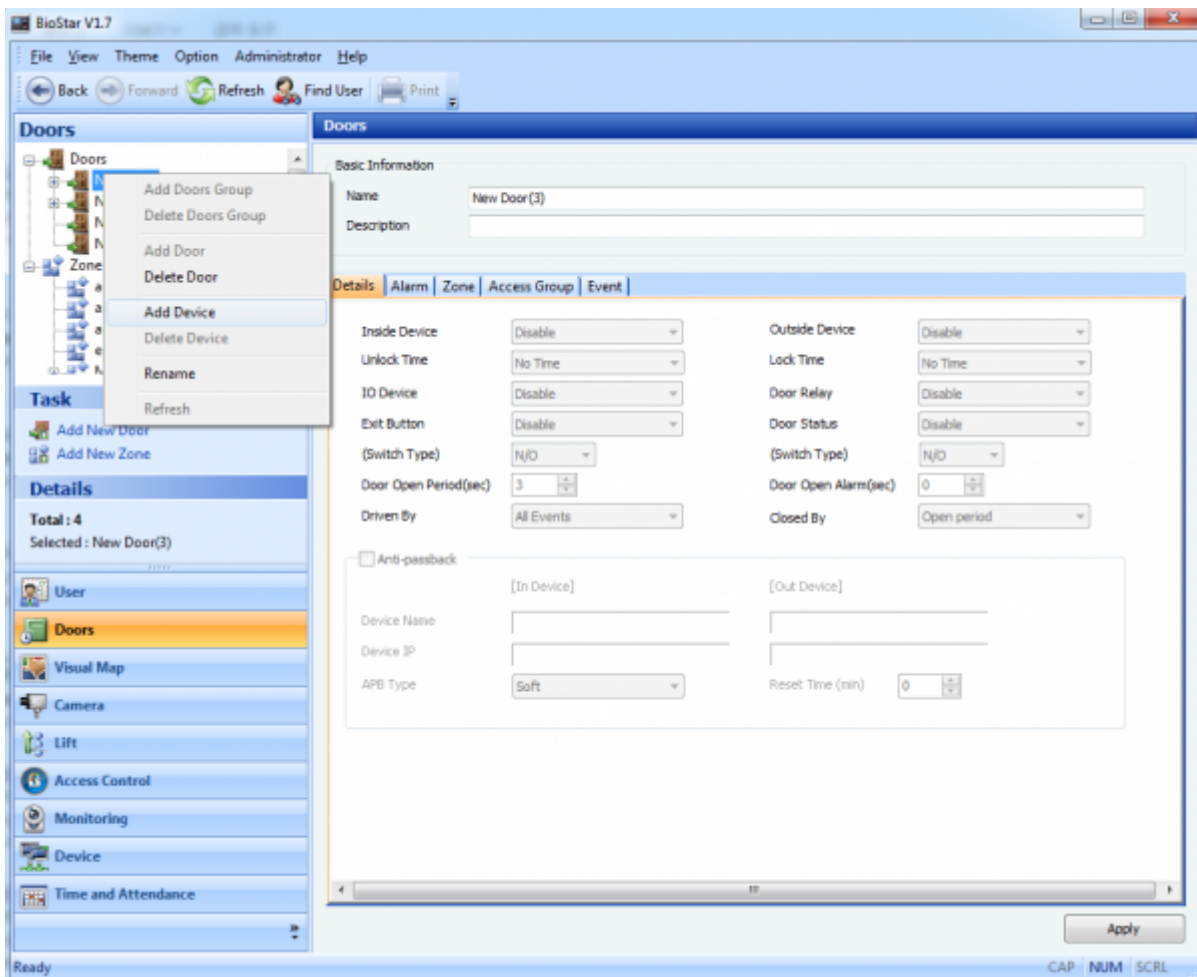 BioStar V1.7
File View Theme Option Administrator Help
Back Forward Refresh Find User Print
Doors
Doors
N
N
N
N
Zone
a
a
a
e
Add Doors Group
Delete Doors Group
Add Door
Delete Door
Add Device
Delete Device
Rename
Refresh
Task
Add New Door
Add New Zone
Details
Total : 4
Selected : New Door(3)
User
Doors
Visual Map
Camera
Lift
Access Control
Monitoring
Device
Time and Attendance
Doors
Basic Information
Name New Door(3)
Description
Details Alarm Zone Access Group Event
Inside Device Disable Outside Device Disable
Unlock Time No Time Lock Time No Time
IO Device Disable Door Relay Disable
Exit Button Disable Door Status Disable
(Switch Type) N/O (Switch Type) N/O
Door Open Period(sec) 3 Door Open Alarm(sec) 0
Driven By All Events Closed By Open period
Anti-passback
[In Device] [Out Device]
Device Name
Device IP
APB Type Soft Reset Time (min) 0
Apply
Ready CAP NUM SCRL